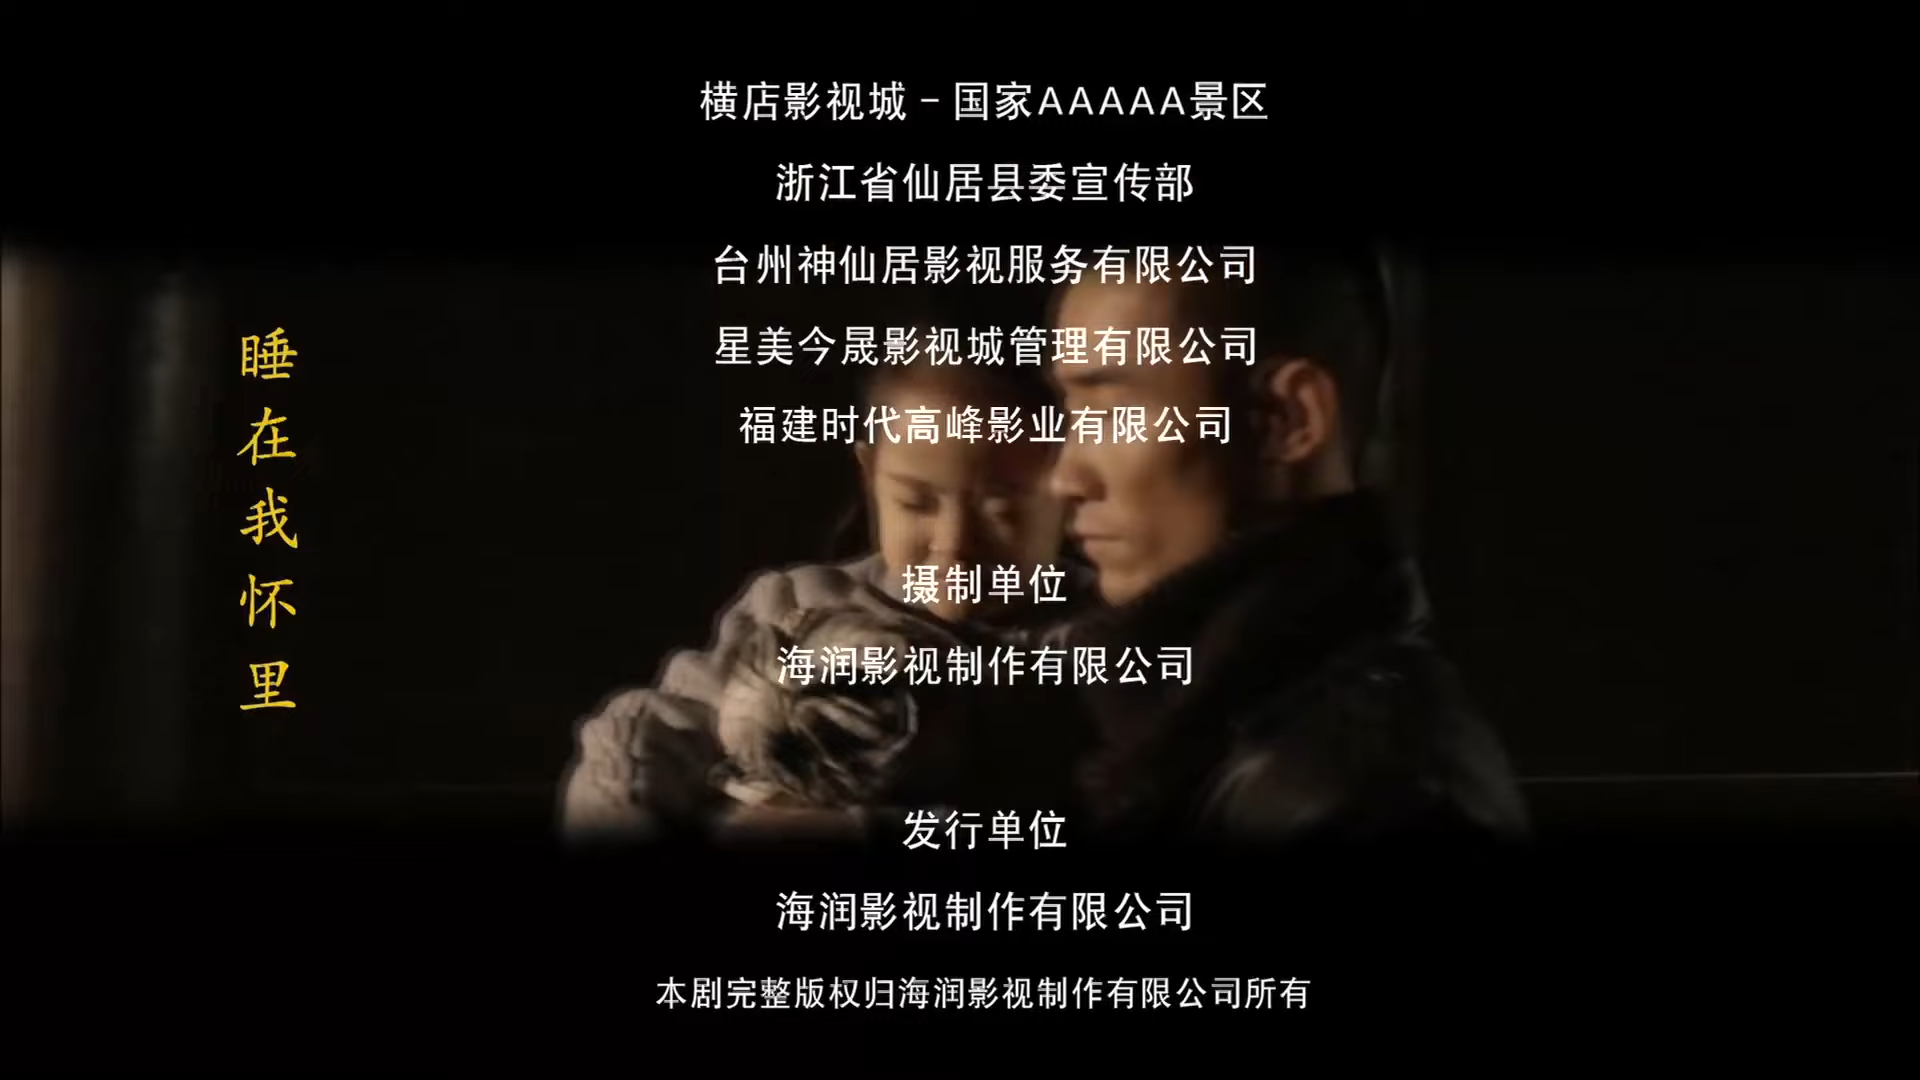 横店影视城－国家AAAAA景区
浙江省仙居县委宣传部
台州神仙居影视服务有限公司
星美今晟影视城管理有限公司
福建时代高峰影业有限公司
摄制单位
海润影视制作有限公司
发行单位
海润影视制作有限公司
本剧完整版权归海润影视制作有限公司所有
睡在我怀里